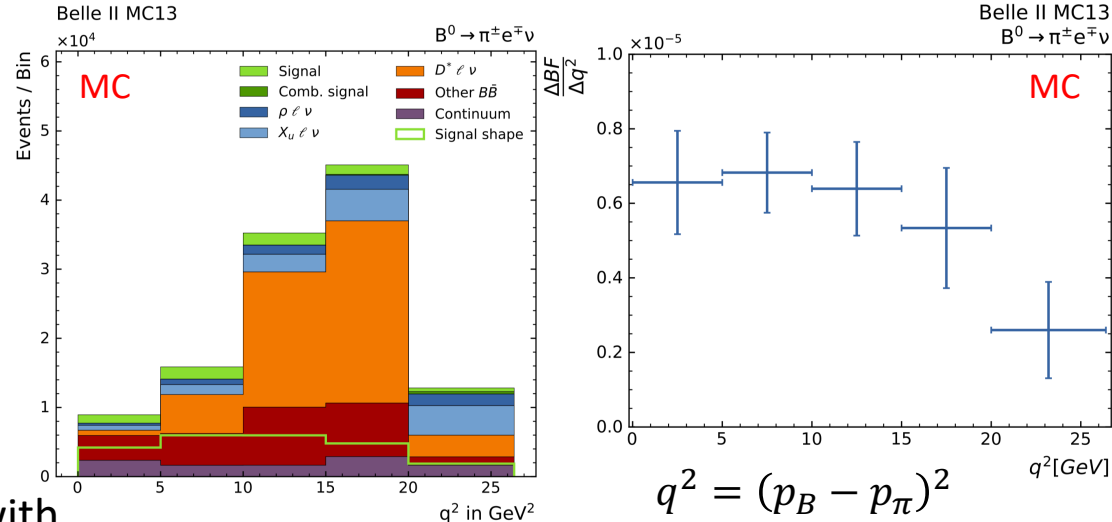 Belle II MC13
×10⁴
B⁰ → π±e∓ν
MC
Signal
Comb. signal
ρ ℓ ν
X_u ℓ ν
D* ℓ ν
Other BB̄
Continuum
Signal shape
Events / Bin
6
5
4
3
2
1
0
0 5 10 15 20 25
q² in GeV²
with
Belle II MC13
B⁰ → π±e∓ν
×10⁻⁵
ΔBF
Δq²
MC
1.0
0.8
0.6
0.4
0.2
0.0
0 5 10 15 20 25
q²[GeV]
q² = (p_B − p_π)²